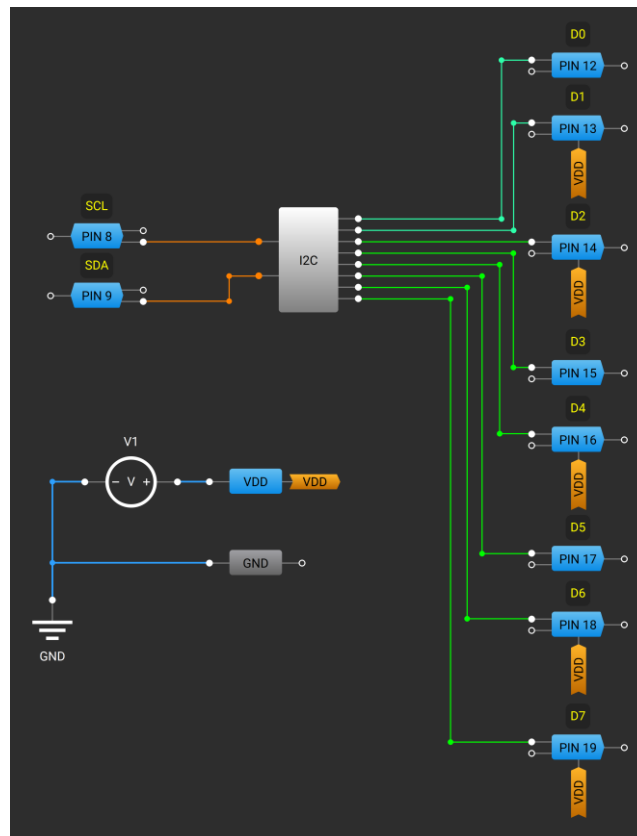 D0
PIN 12
D1
PIN 13
VDD
SCL
PIN 8
D2
PIN 14
VDD
SDA
PIN 9
I2C
D3
PIN 15
D4
PIN 16
VDD
V1
− V +
VDD
VDD
D5
PIN 17
GND
D6
PIN 18
VDD
GND
D7
PIN 19
VDD